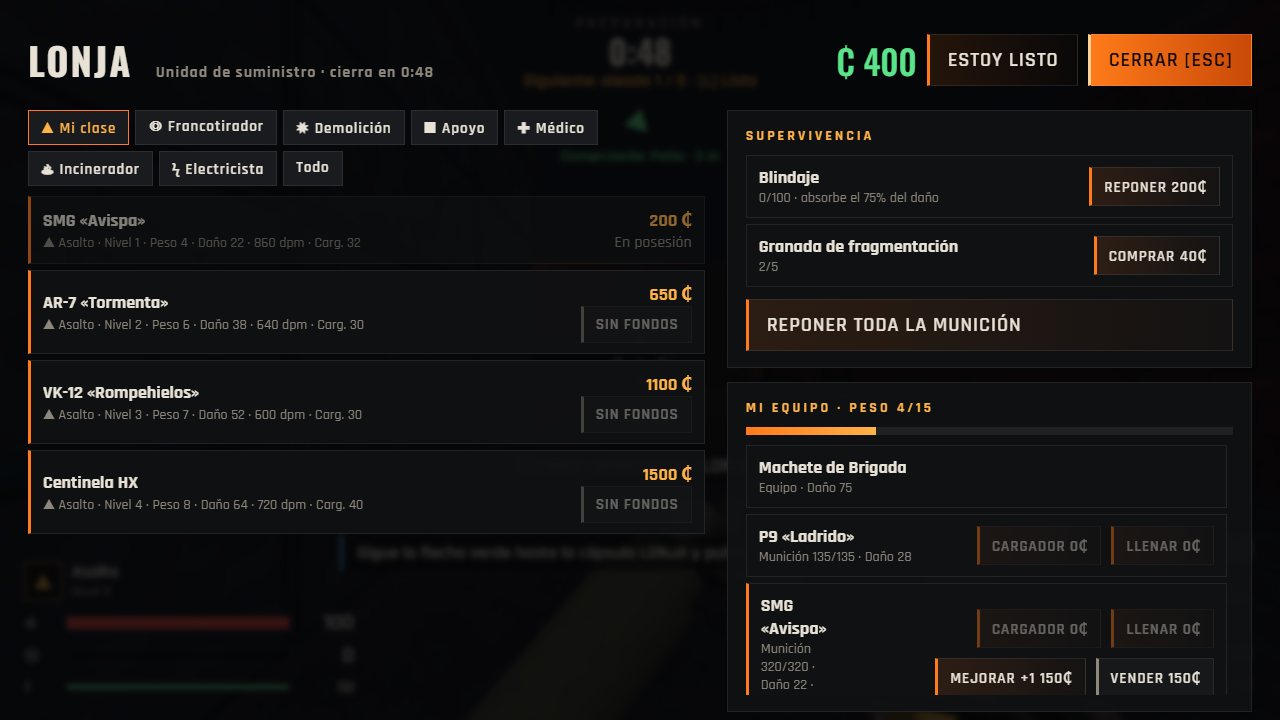 LONJA
Unidad de suministro · cierra en 0:48
0:48
₵ 400
ESTOY LISTO
CERRAR [ESC]
Mi clase
Francotirador
Demolición
Apoyo
Médico
Incinerador
Electricista
Todo
SMG «Avispa»
200 ₵
Asalto · Nivel 1 · Peso 4 · Daño 22 · 860 dpm · Carg. 32
En posesión
AR-7 «Tormenta»
650 ₵
Asalto · Nivel 2 · Peso 6 · Daño 38 · 640 dpm · Carg. 30
SIN FONDOS
VK-12 «Rompehielos»
1100 ₵
Asalto · Nivel 3 · Peso 7 · Daño 52 · 600 dpm · Carg. 30
SIN FONDOS
Centinela HX
1500 ₵
Asalto · Nivel 4 · Peso 8 · Daño 64 · 720 dpm · Carg. 40
SIN FONDOS
Asalto
100
0
SUPERVIVENCIA
Blindaje
0/100 · absorbe el 75% del daño
REPONER 200₵
Granada de fragmentación
2/5
COMPRAR 40₵
REPONER TODA LA MUNICIÓN
MI EQUIPO · PESO 4/15
Machete de Brigada
Equipo · Daño 75
P9 «Ladrido»
Munición 135/135 · Daño 28
CARGADOR 0₵
LLENAR 0₵
SMG
«Avispa»
Munición
320/320 ·
Daño 22 ·
CARGADOR 0₵
LLENAR 0₵
MEJORAR +1 150₵
VENDER 150₵